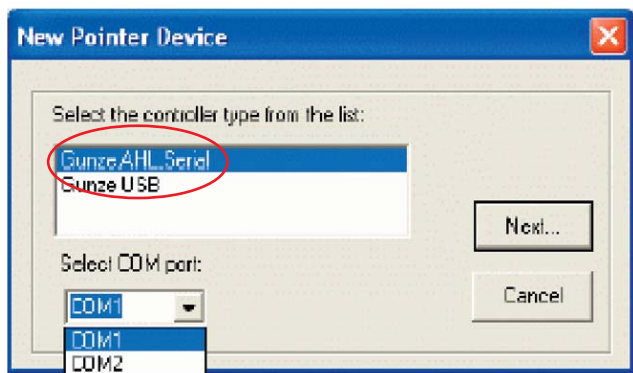 New Pointer Device
Select the controller type from the list:
Gunze AHL Serial
Gunze USB
Next...
Select COM port:
Cancel
COM1
COM1
COM2